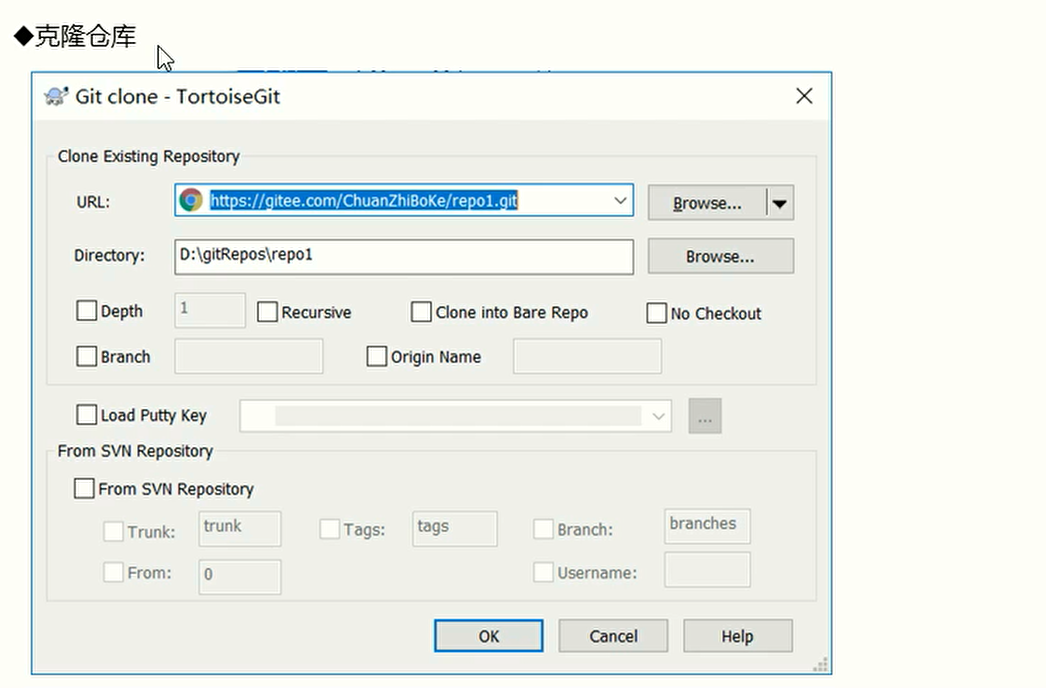 ◆克隆仓库
Git clone - TortoiseGit
Clone Existing Repository
URL: https://gitee.com/ChuanZhiBoKe/repo1.git Browse...
Directory: D:\gitRepos\repo1 Browse...
Depth 1 Recursive Clone into Bare Repo No Checkout
Branch Origin Name
Load Putty Key ...
From SVN Repository
From SVN Repository
Trunk: trunk Tags: tags Branch: branches
From: 0 Username:
OK Cancel Help